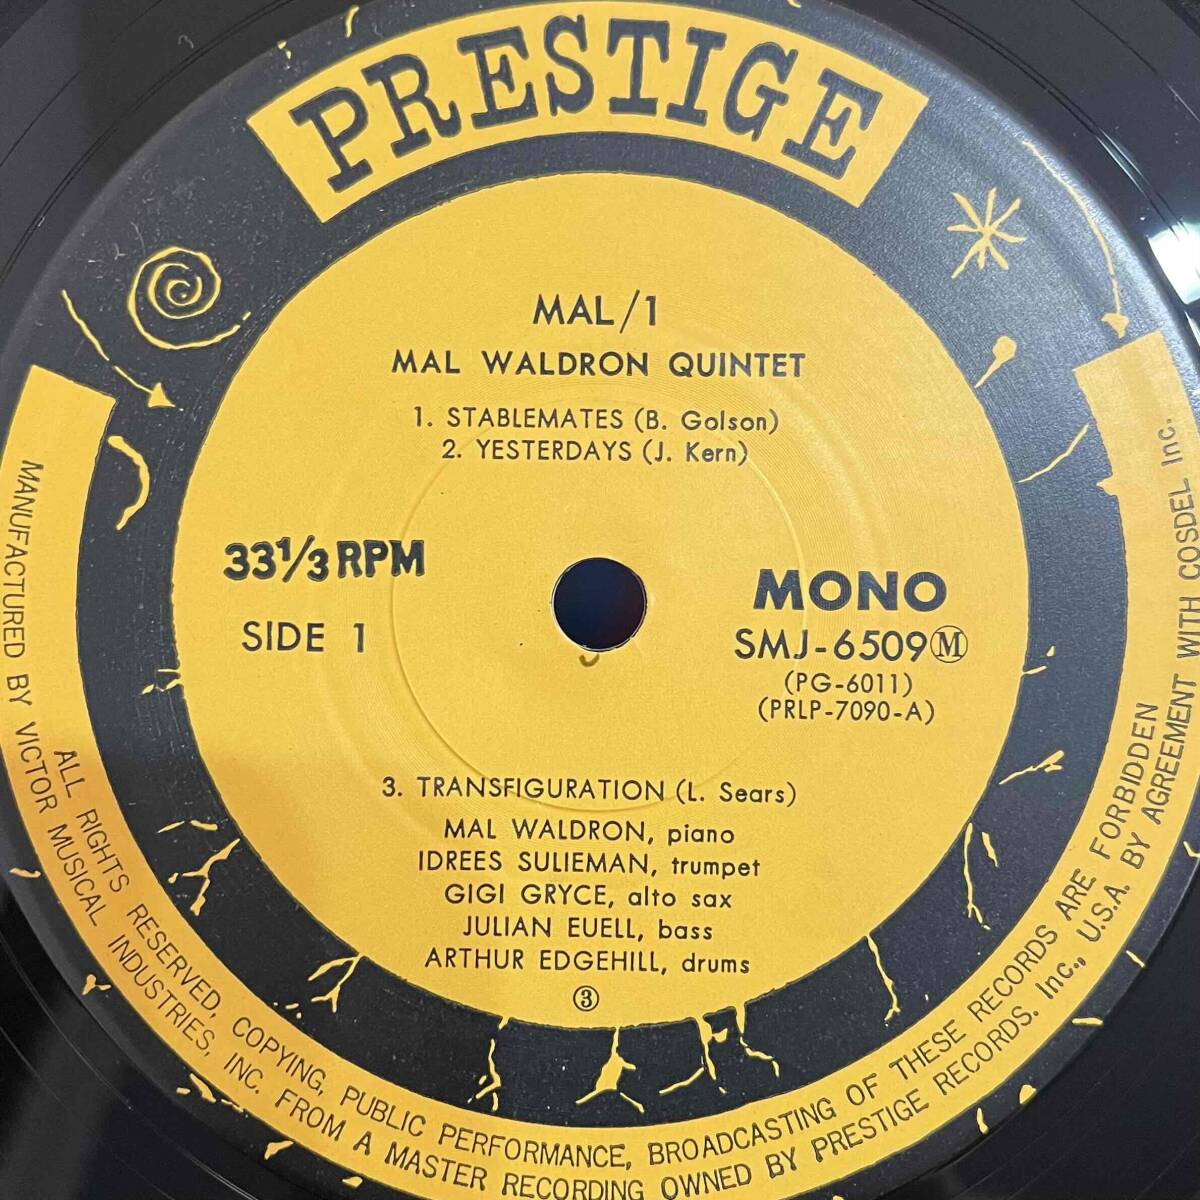 PRESTIGE
MAL/1
MAL WALDRON QUINTET
1. STABLEMATES (B. Golson)
2. YESTERDAYS (J. Kern)
33⅓ RPM
SIDE 1
MONO
SMJ-6509Ⓜ
(PG-6011)
(PRLP-7090-A)
3. TRANSFIGURATION (L. Sears)
MAL WALDRON, piano
IDREES SULIEMAN, trumpet
GIGI GRYCE, alto sax
JULIAN EUELL, bass
ARTHUR EDGEHILL, drums
③
ALL RIGHTS RESERVED, COPYING, PUBLIC PERFORMANCE, BROADCASTING OF THESE RECORDS ARE FORBIDDEN
MANUFACTURED BY VICTOR MUSICAL INDUSTRIES, INC. FROM A MASTER RECORDING OWNED BY PRESTIGE RECORDS. Inc., U.S.A. BY AGREEMENT WITH COSDEL Inc.